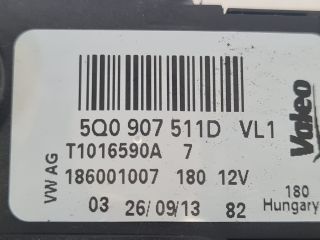 5Q0 907 511D VL1
T1016590A 7
186001007 180 12V
03 26/09/13 82
VW AG
Valeo
180
Hungary